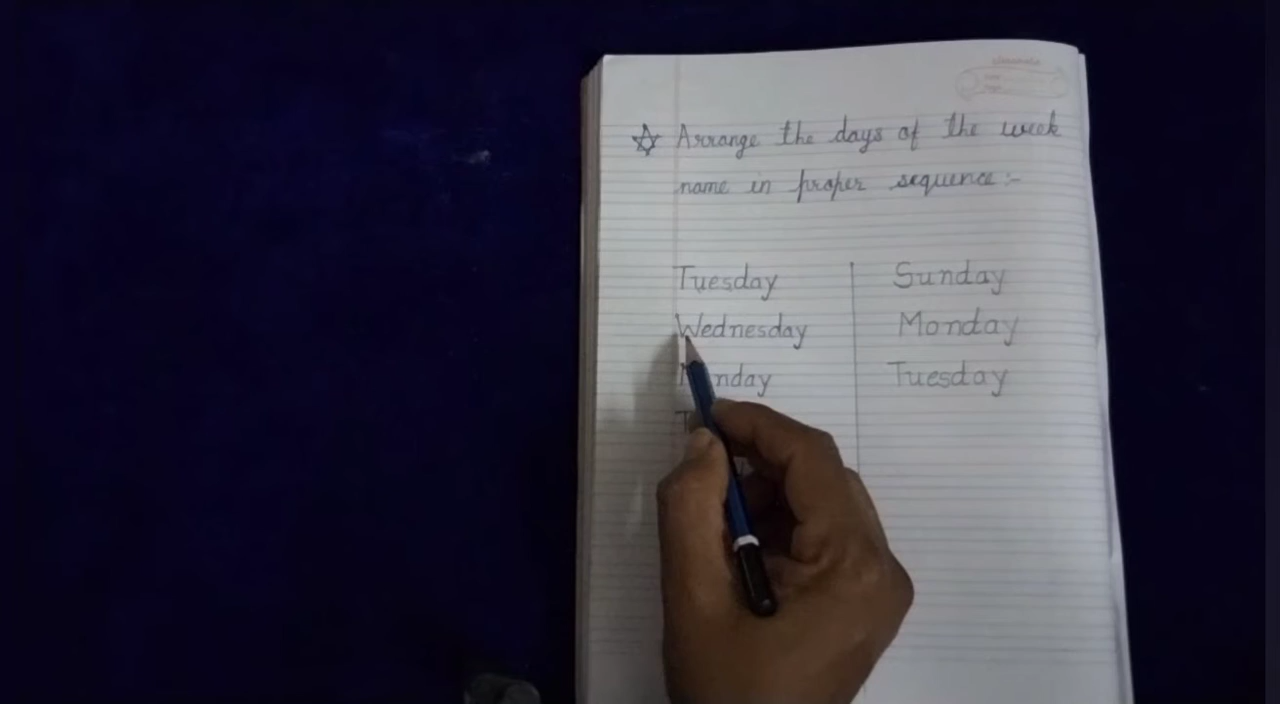 Arrange the days of the week
name in proper sequence :-
Tuesday
Wednesday
Sunday
Monday
Tuesday